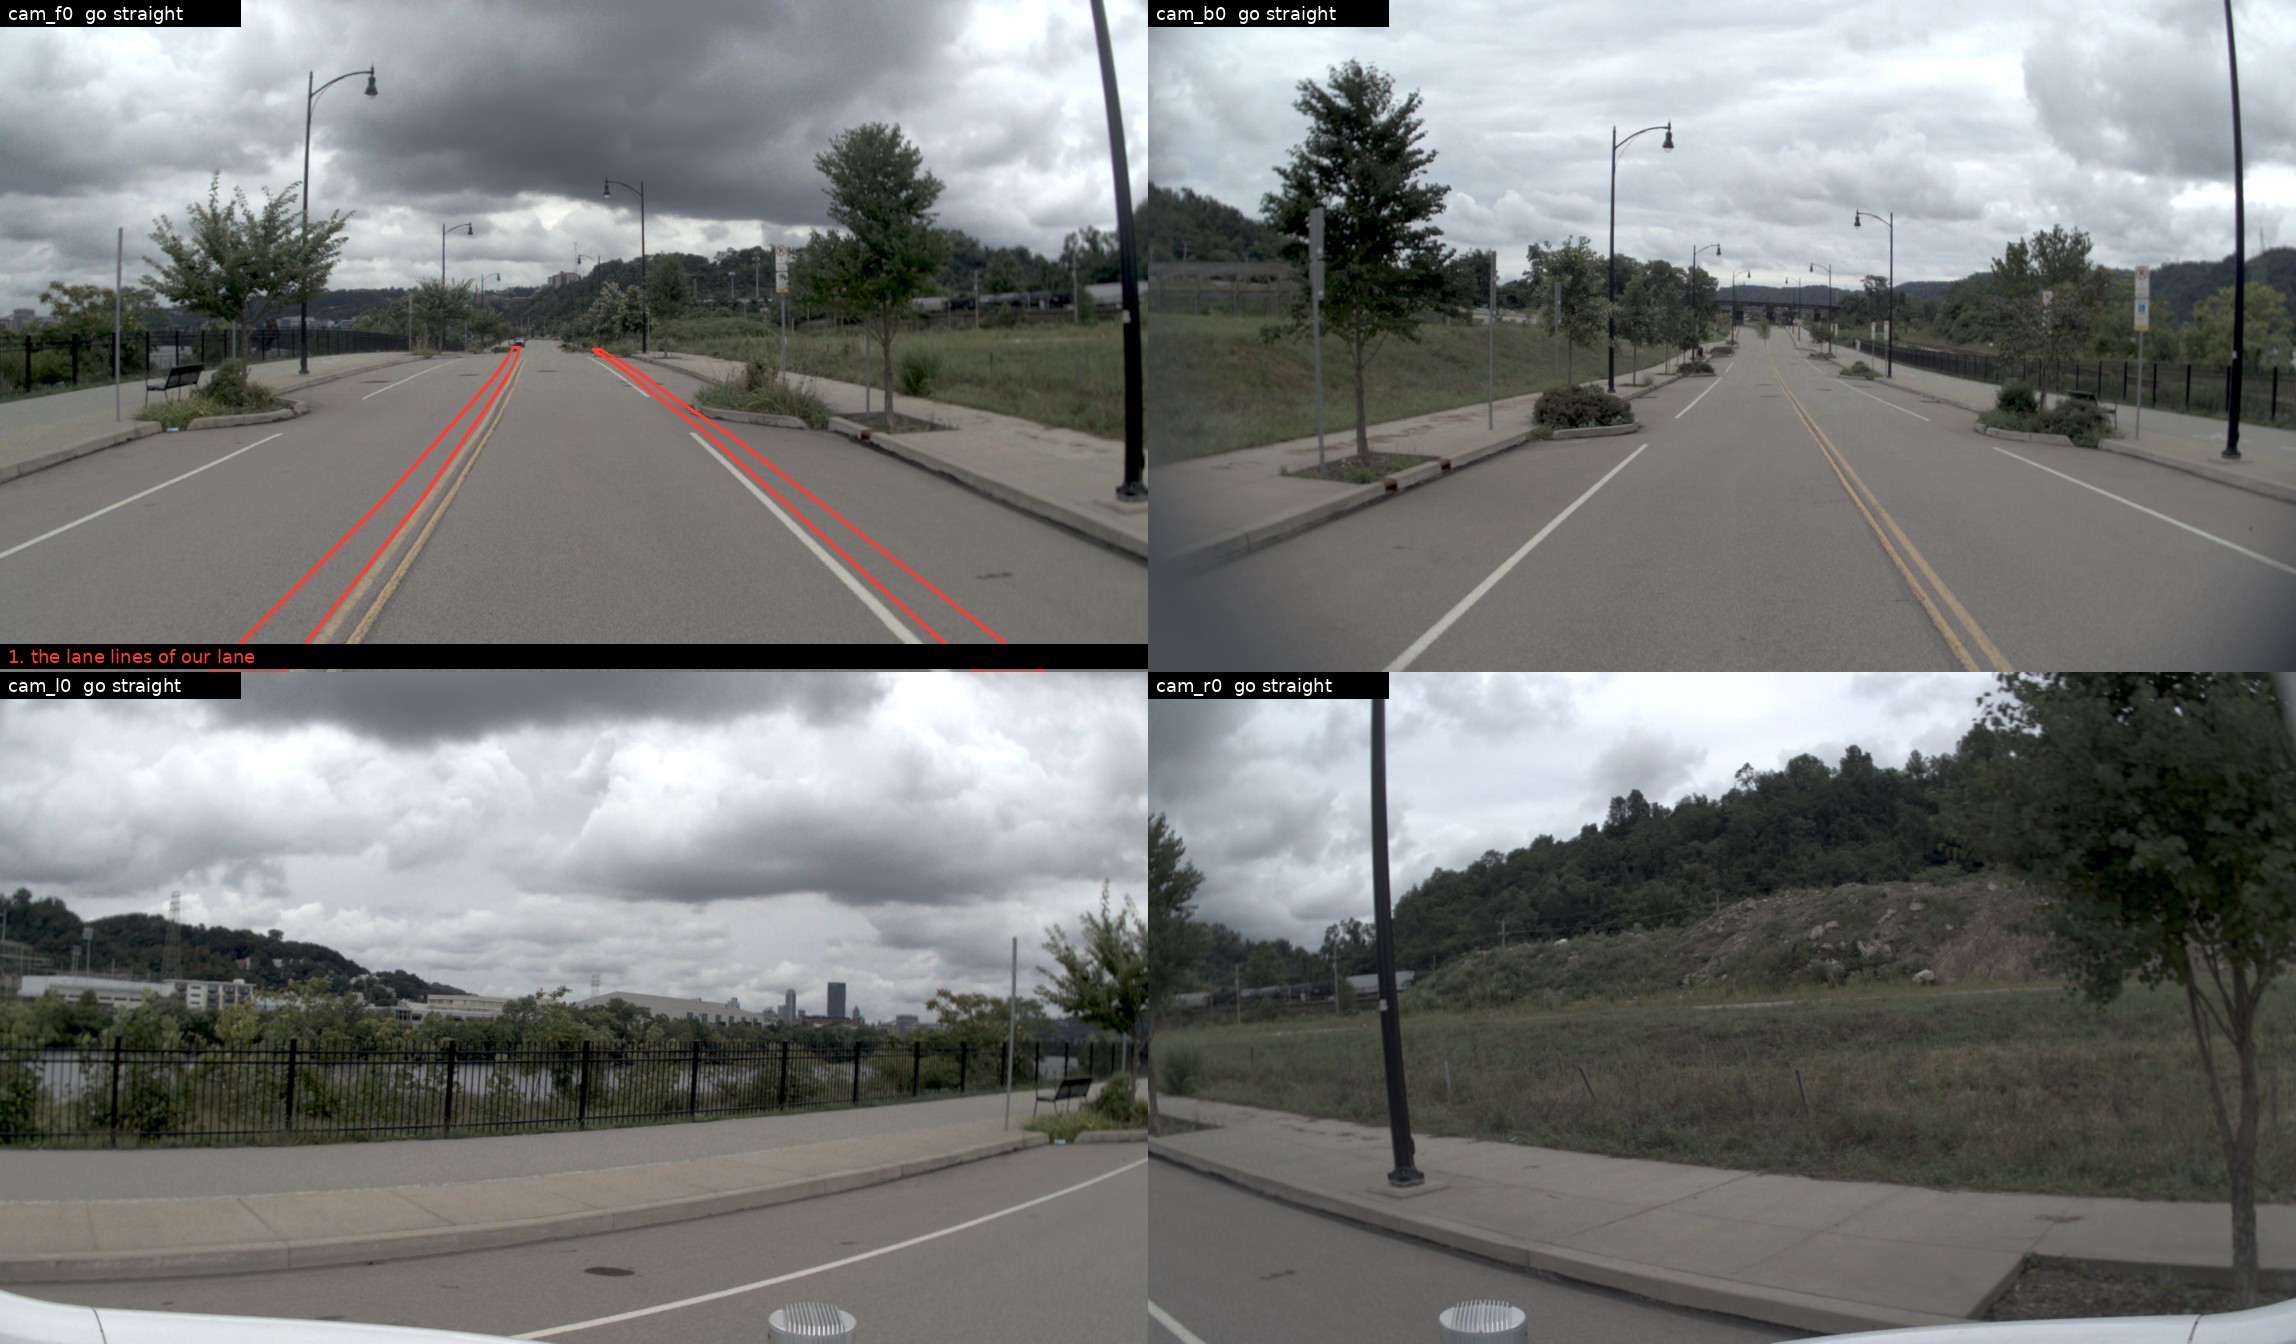 cam_f0 go straight
cam_b0 go straight
1. the lane lines of our lane
cam_l0 go straight
cam_r0 go straight